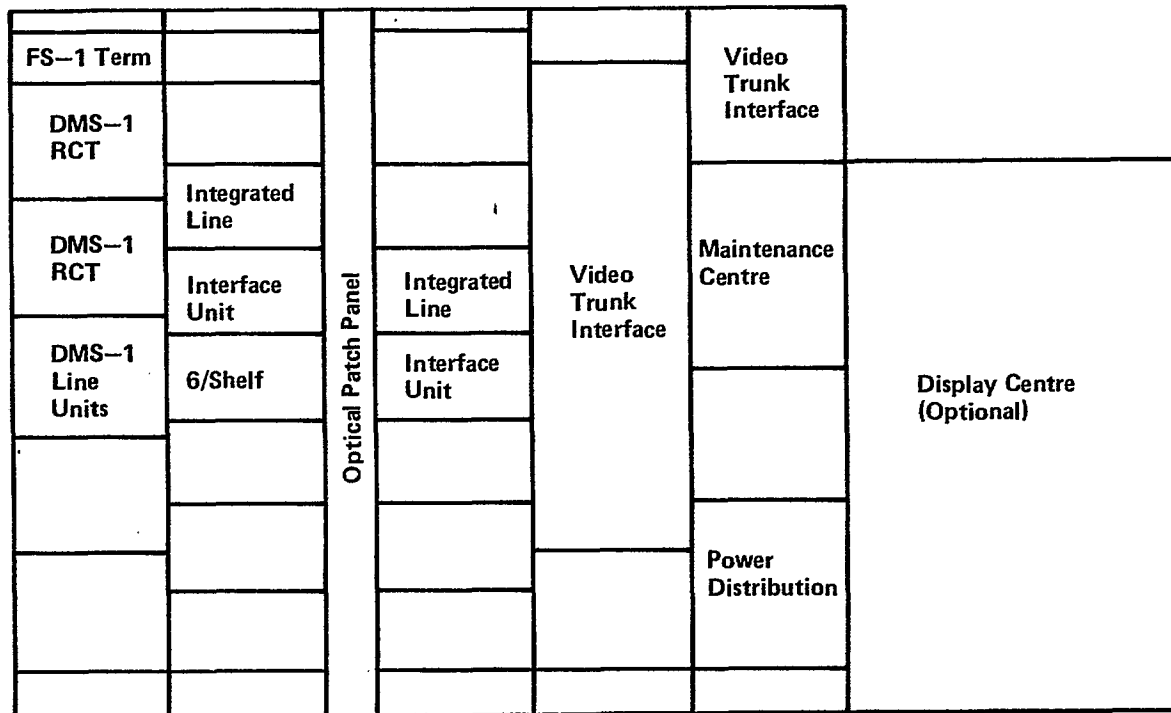 FS—1 Term
DMS—1
RCT
DMS—1
RCT
DMS—1
Line
Units
Integrated
Line
Interface
Unit
6/Shelf
Optical Patch Panel
Integrated
Line
Interface
Unit
Video
Trunk
Interface
Video
Trunk
Interface
Maintenance
Centre
Power
Distribution
Display Centre
(Optional)